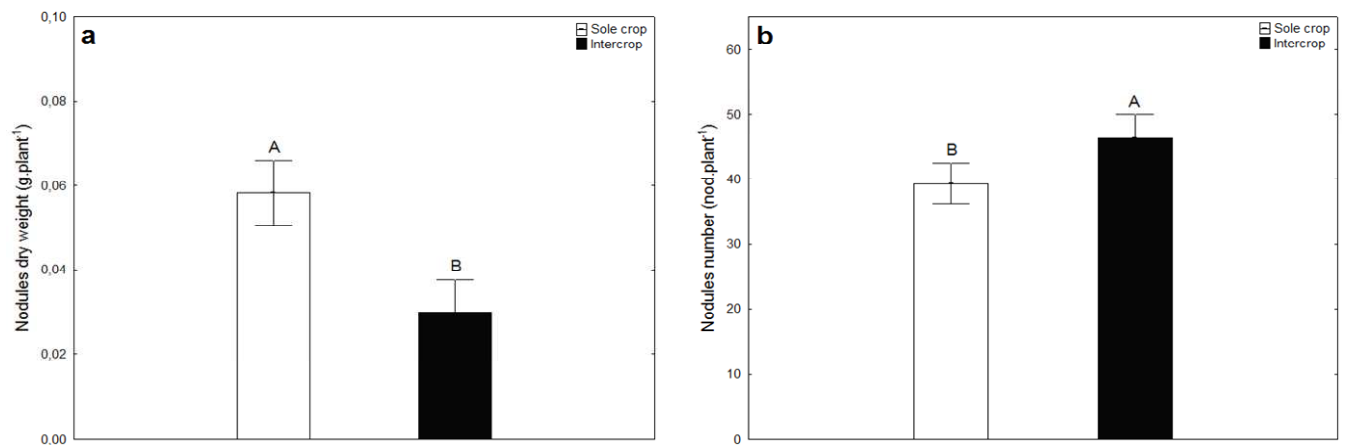 a
Sole crop
Intercrop
0,10
0,08
0,06
0,04
0,02
0,00
Nodules dry weight (g.plant⁻¹)
A
B
b
Sole crop
Intercrop
60
50
40
30
20
10
0
Nodules number (nod.plant⁻¹)
B
A